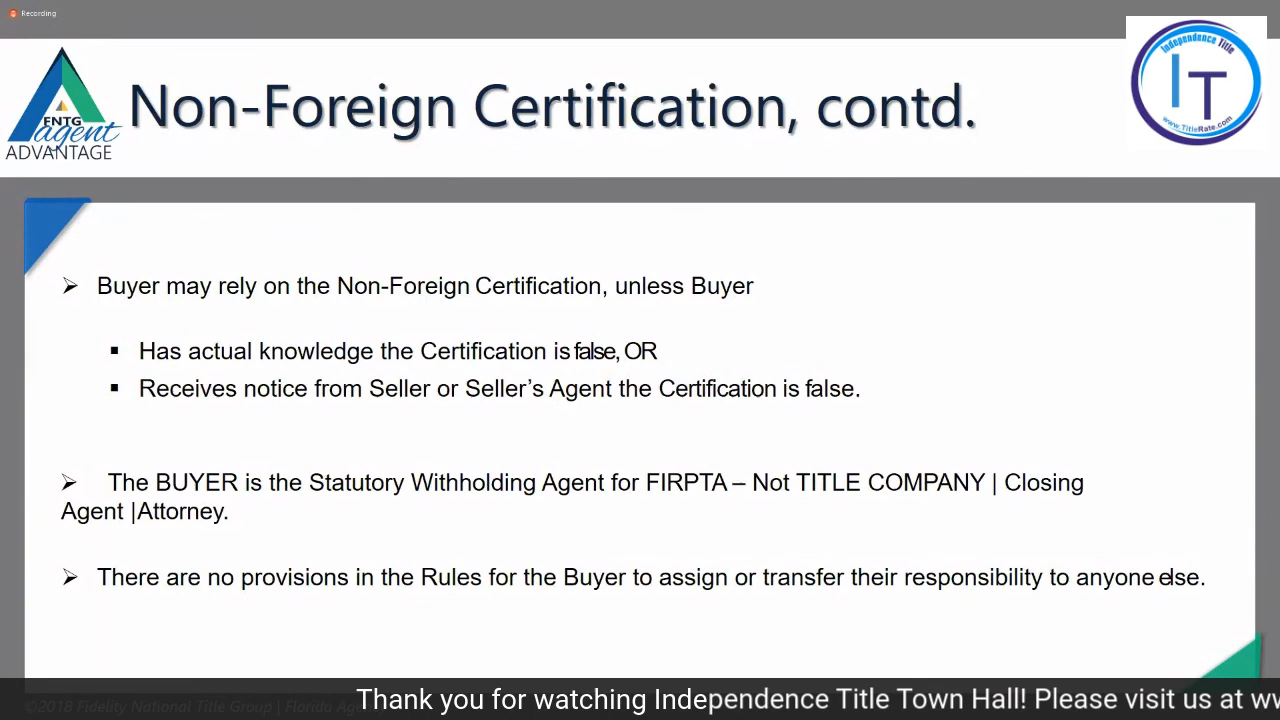 Recording
Independence Title
IT
www.TitleRate.com
FNTG
agent
ADVANTAGE
Non-Foreign Certification, contd.
➢ Buyer may rely on the Non-Foreign Certification, unless Buyer
▪ Has actual knowledge the Certification is false, OR
▪ Receives notice from Seller or Seller’s Agent the Certification is false.
➢ The BUYER is the Statutory Withholding Agent for FIRPTA – Not TITLE COMPANY | Closing
Agent |Attorney.
➢ There are no provisions in the Rules for the Buyer to assign or transfer their responsibility to anyone else.
©2018 Fidelity National Title Group | Florida Age
Thank you for watching Independence Title Town Hall! Please visit us at ww